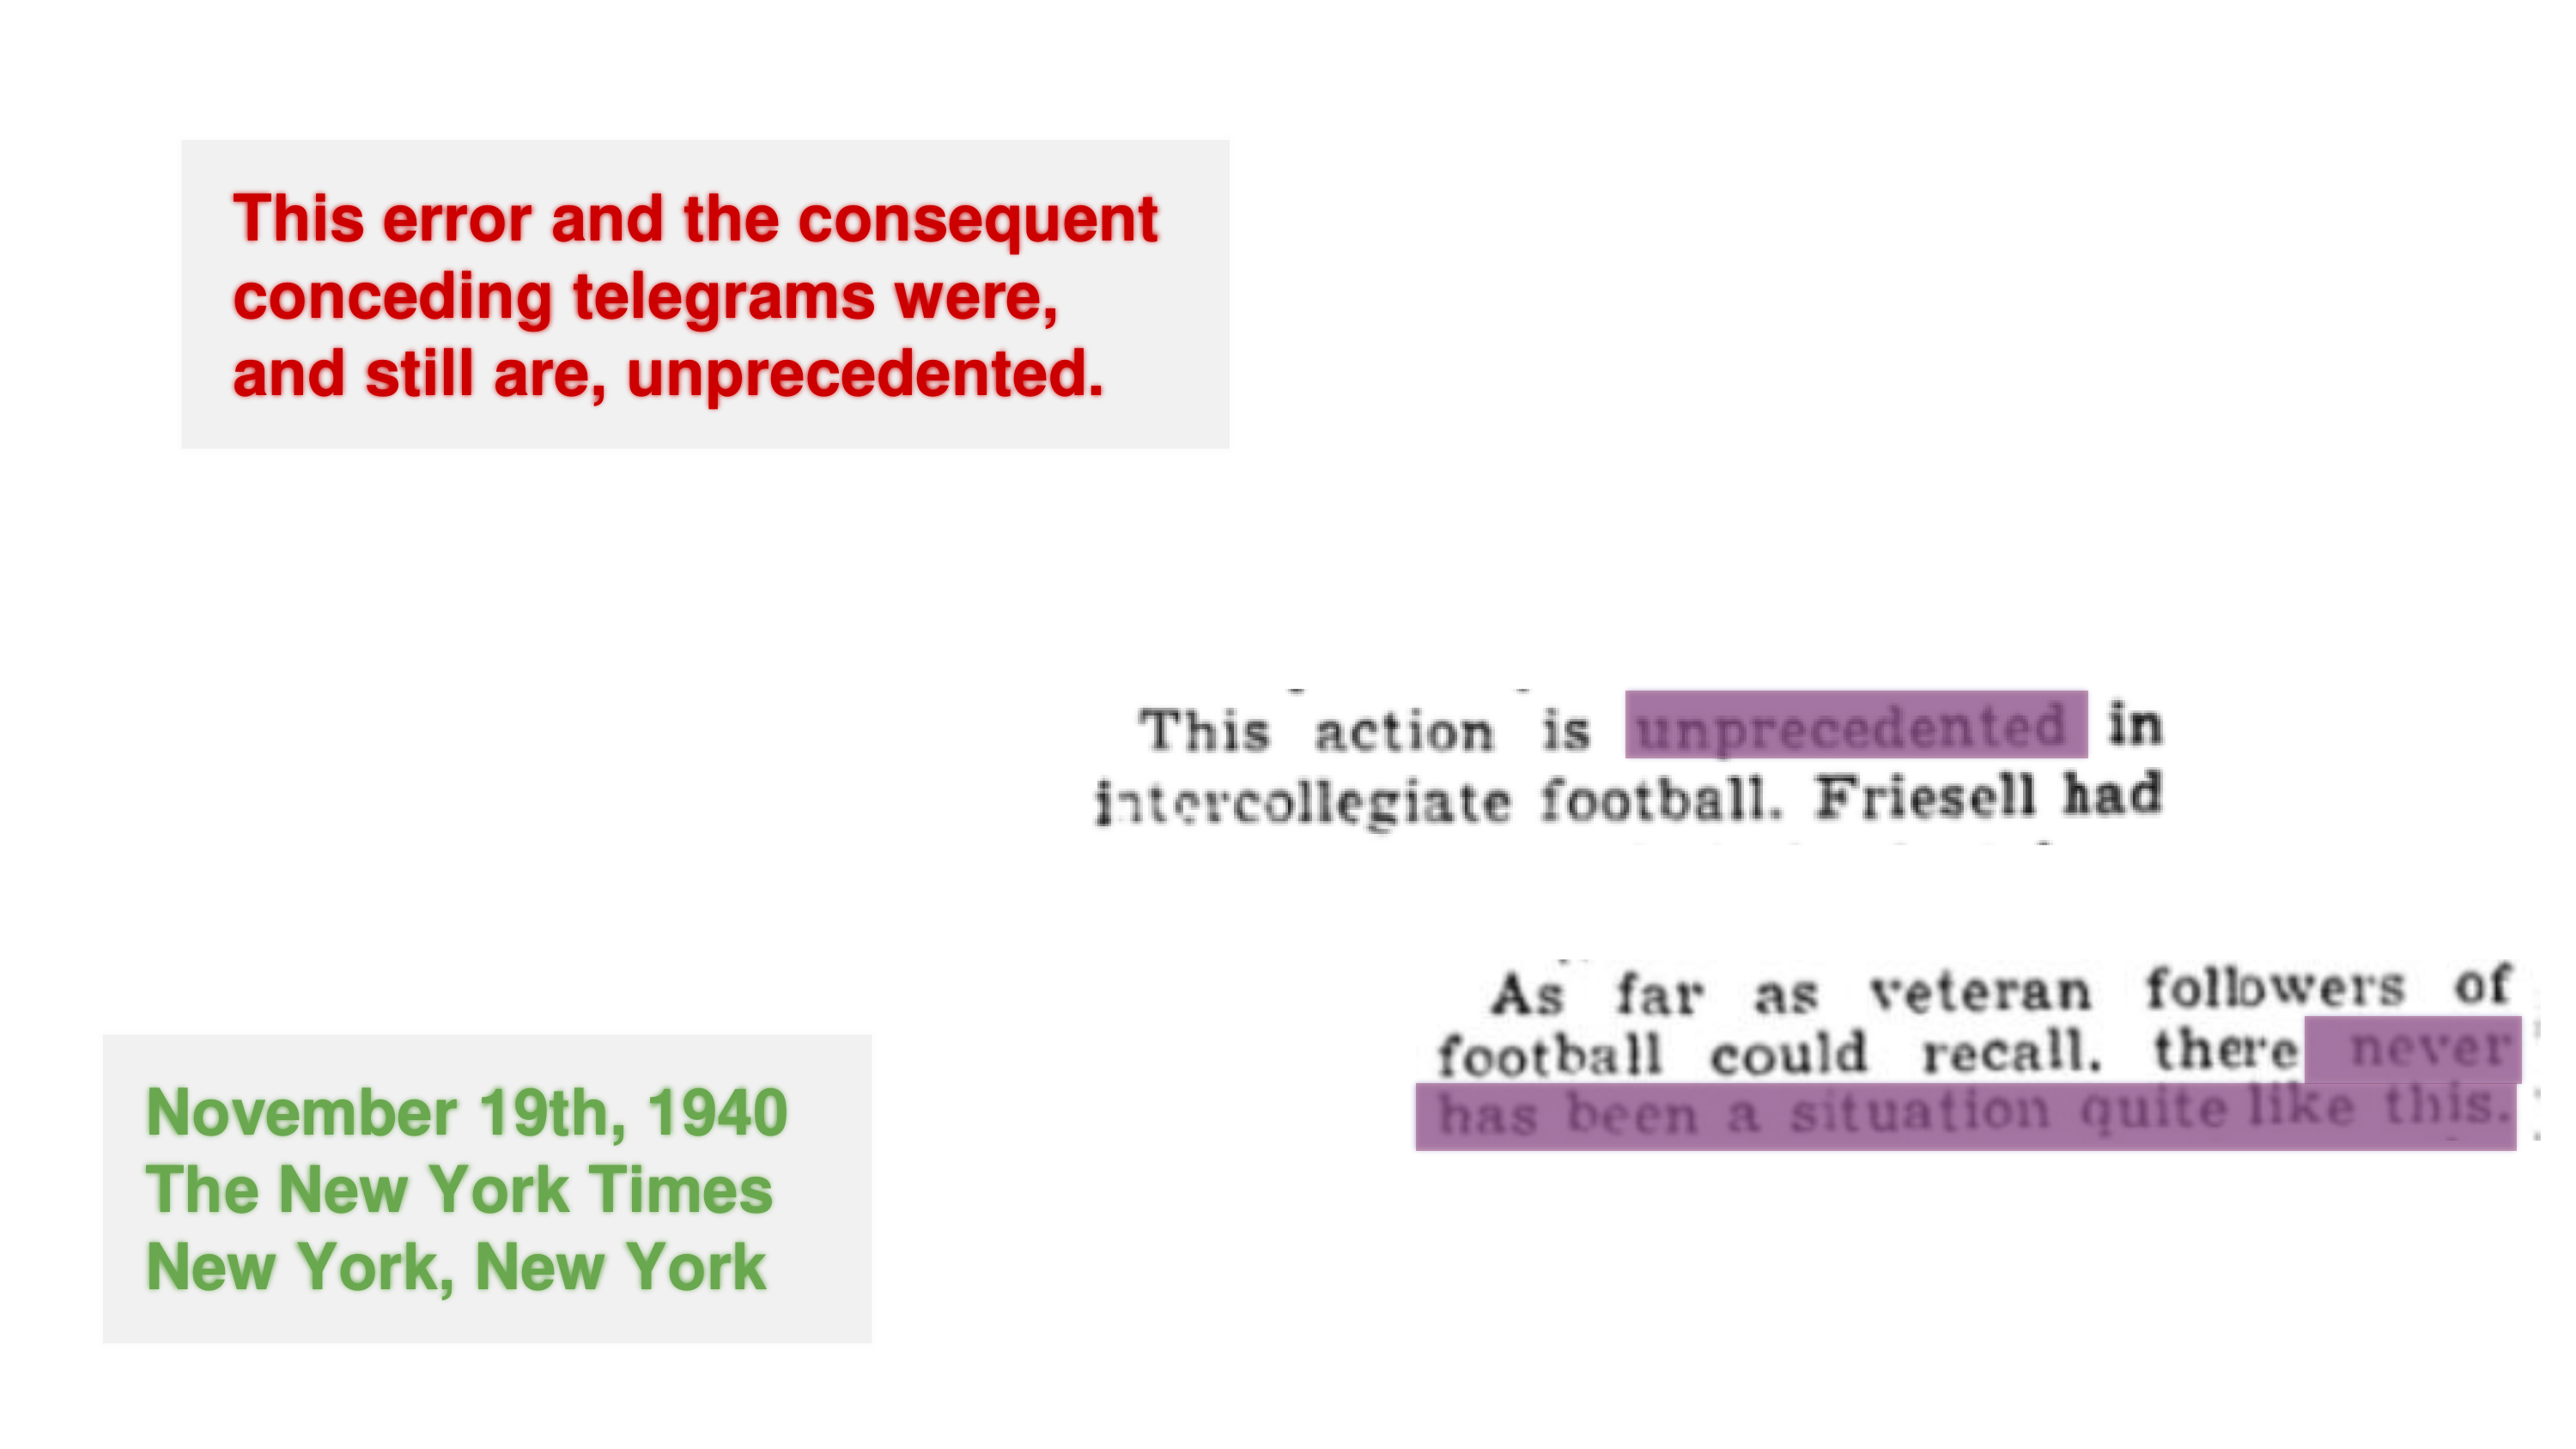 This error and the consequent
conceding telegrams were,
and still are, unprecedented.
This action is unprecedented in
intercollegiate football. Friesell had
As far as veteran followers of
football could recall, there never
has been a situation quite like this.
November 19th, 1940
The New York Times
New York, New York